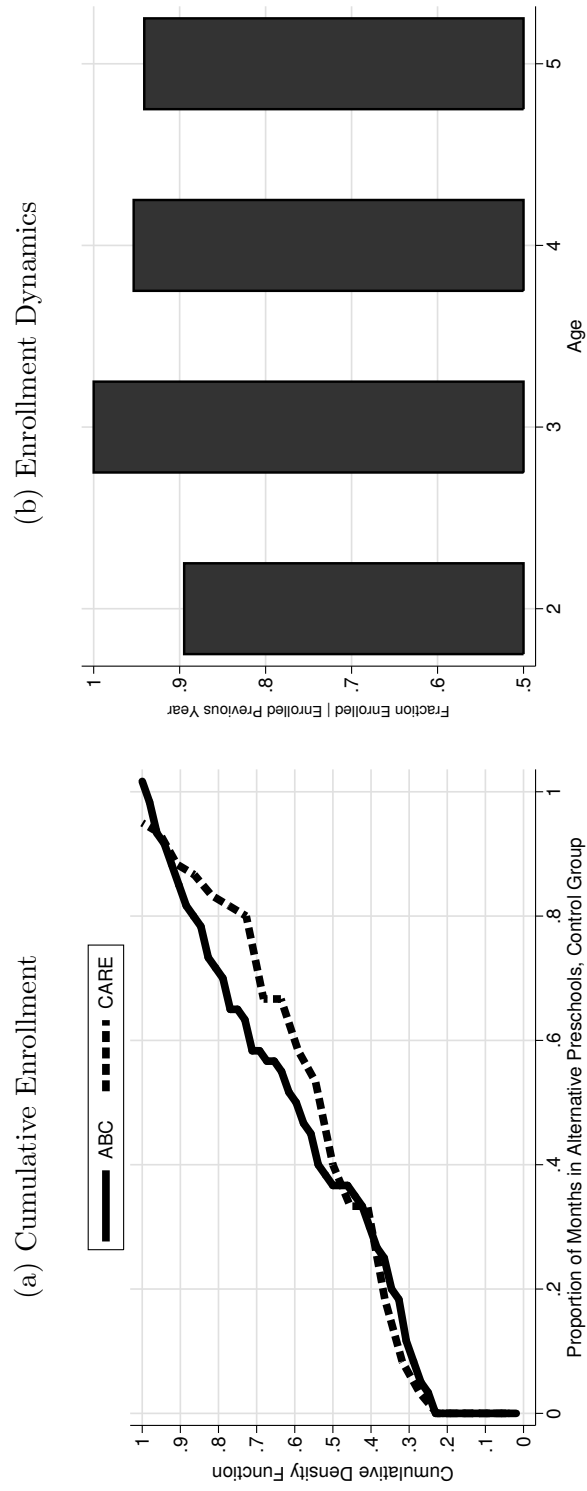 (a) Cumulative Enrollment
ABC CARE
Cumulative Density Function
1
.9
.8
.7
.6
.5
.4
.3
.2
.1
0
0 .2 .4 .6 .8 1
Proportion of Months in Alternative Preschools, Control Group
(b) Enrollment Dynamics
Fraction Enrolled | Enrolled Previous Year
1
.9
.8
.7
.6
.5
2 3 4 5
Age